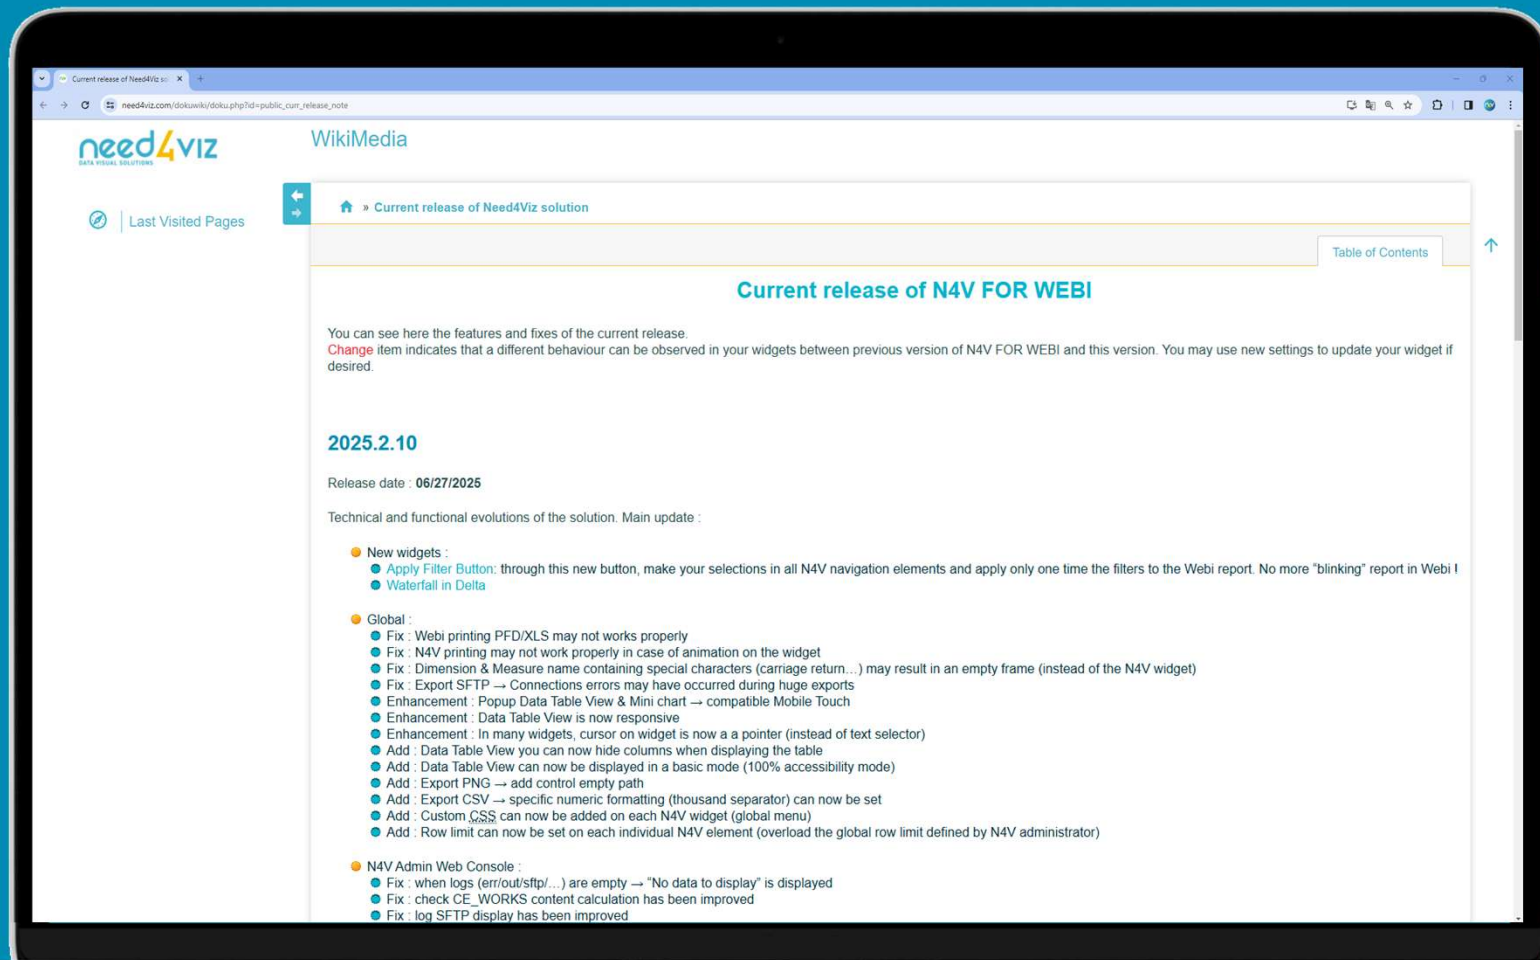 Current release of Need4Viz so
need4viz.com/dokuwiki/doku.php?id=public_curr_release_note
need4viz
DATA VISUAL SOLUTIONS
WikiMedia
Last Visited Pages
» Current release of Need4Viz solution
Table of Contents
Current release of N4V FOR WEBI
You can see here the features and fixes of the current release.
Change item indicates that a different behaviour can be observed in your widgets between previous version of N4V FOR WEBI and this version. You may use new settings to update your widget if
desired.
2025.2.10
Release date : 06/27/2025
Technical and functional evolutions of the solution. Main update :
New widgets :
Apply Filter Button: through this new button, make your selections in all N4V navigation elements and apply only one time the filters to the Webi report. No more “blinking” report in Webi !
Waterfall in Delta
Global :
Fix : Webi printing PFD/XLS may not works properly
Fix : N4V printing may not work properly in case of animation on the widget
Fix : Dimension & Measure name containing special characters (carriage return…) may result in an empty frame (instead of the N4V widget)
Fix : Export SFTP → Connections errors may have occurred during huge exports
Enhancement : Popup Data Table View & Mini chart → compatible Mobile Touch
Enhancement : Data Table View is now responsive
Enhancement : In many widgets, cursor on widget is now a a pointer (instead of text selector)
Add : Data Table View you can now hide columns when displaying the table
Add : Data Table View can now be displayed in a basic mode (100% accessibility mode)
Add : Export PNG → add control empty path
Add : Export CSV → specific numeric formatting (thousand separator) can now be set
Add : Custom CSS can now be added on each N4V widget (global menu)
Add : Row limit can now be set on each individual N4V element (overload the global row limit defined by N4V administrator)
N4V Admin Web Console :
Fix : when logs (err/out/sftp/…) are empty → “No data to display” is displayed
Fix : check CE_WORKS content calculation has been improved
Fix : log SFTP display has been improved